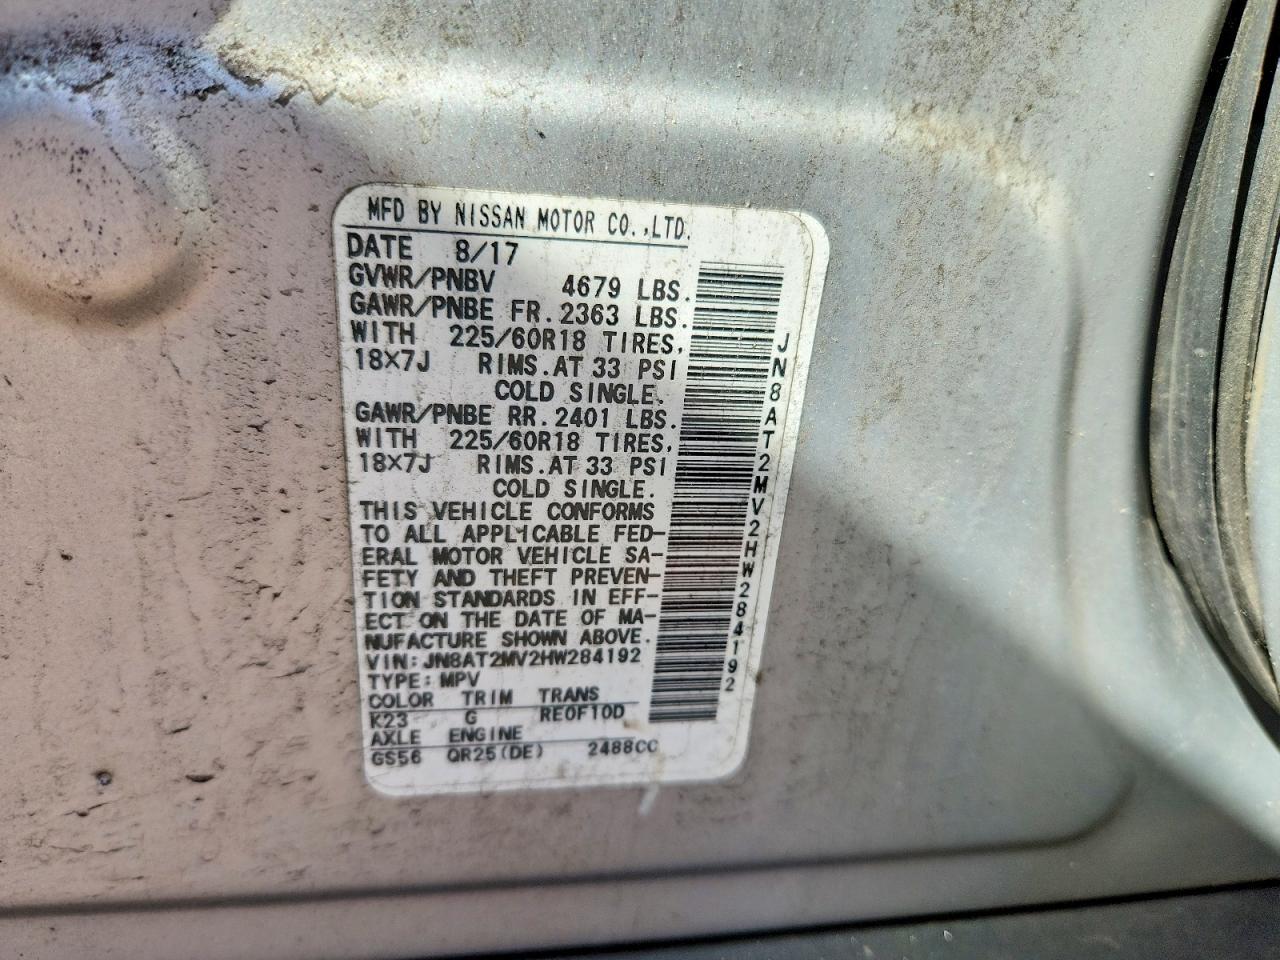 MFD BY NISSAN MOTOR CO.,LTD.
DATE 8/17
GVWR/PNBV 4679 LBS.
GAWR/PNBE FR.2363 LBS.
WITH 225/60R18 TIRES,
18×7J RIMS.AT 33 PSI
COLD SINGLE.
GAWR/PNBE RR.2401 LBS.
WITH 225/60R18 TIRES,
18×7J RIMS.AT 33 PSI
COLD SINGLE.
THIS VEHICLE CONFORMS
TO ALL APPLICABLE FED-
ERAL MOTOR VEHICLE SA-
FETY AND THEFT PREVEN-
TION STANDARDS IN EFF-
ECT ON THE DATE OF MA-
NUFACTURE SHOWN ABOVE.
VIN:JN8AT2MV2HW284192
TYPE:MPV
COLOR TRIM TRANS
K23 G RE0F10D
AXLE ENGINE
GS56 QR25(DE) 2488CC
JN8AT2MV2HW284192